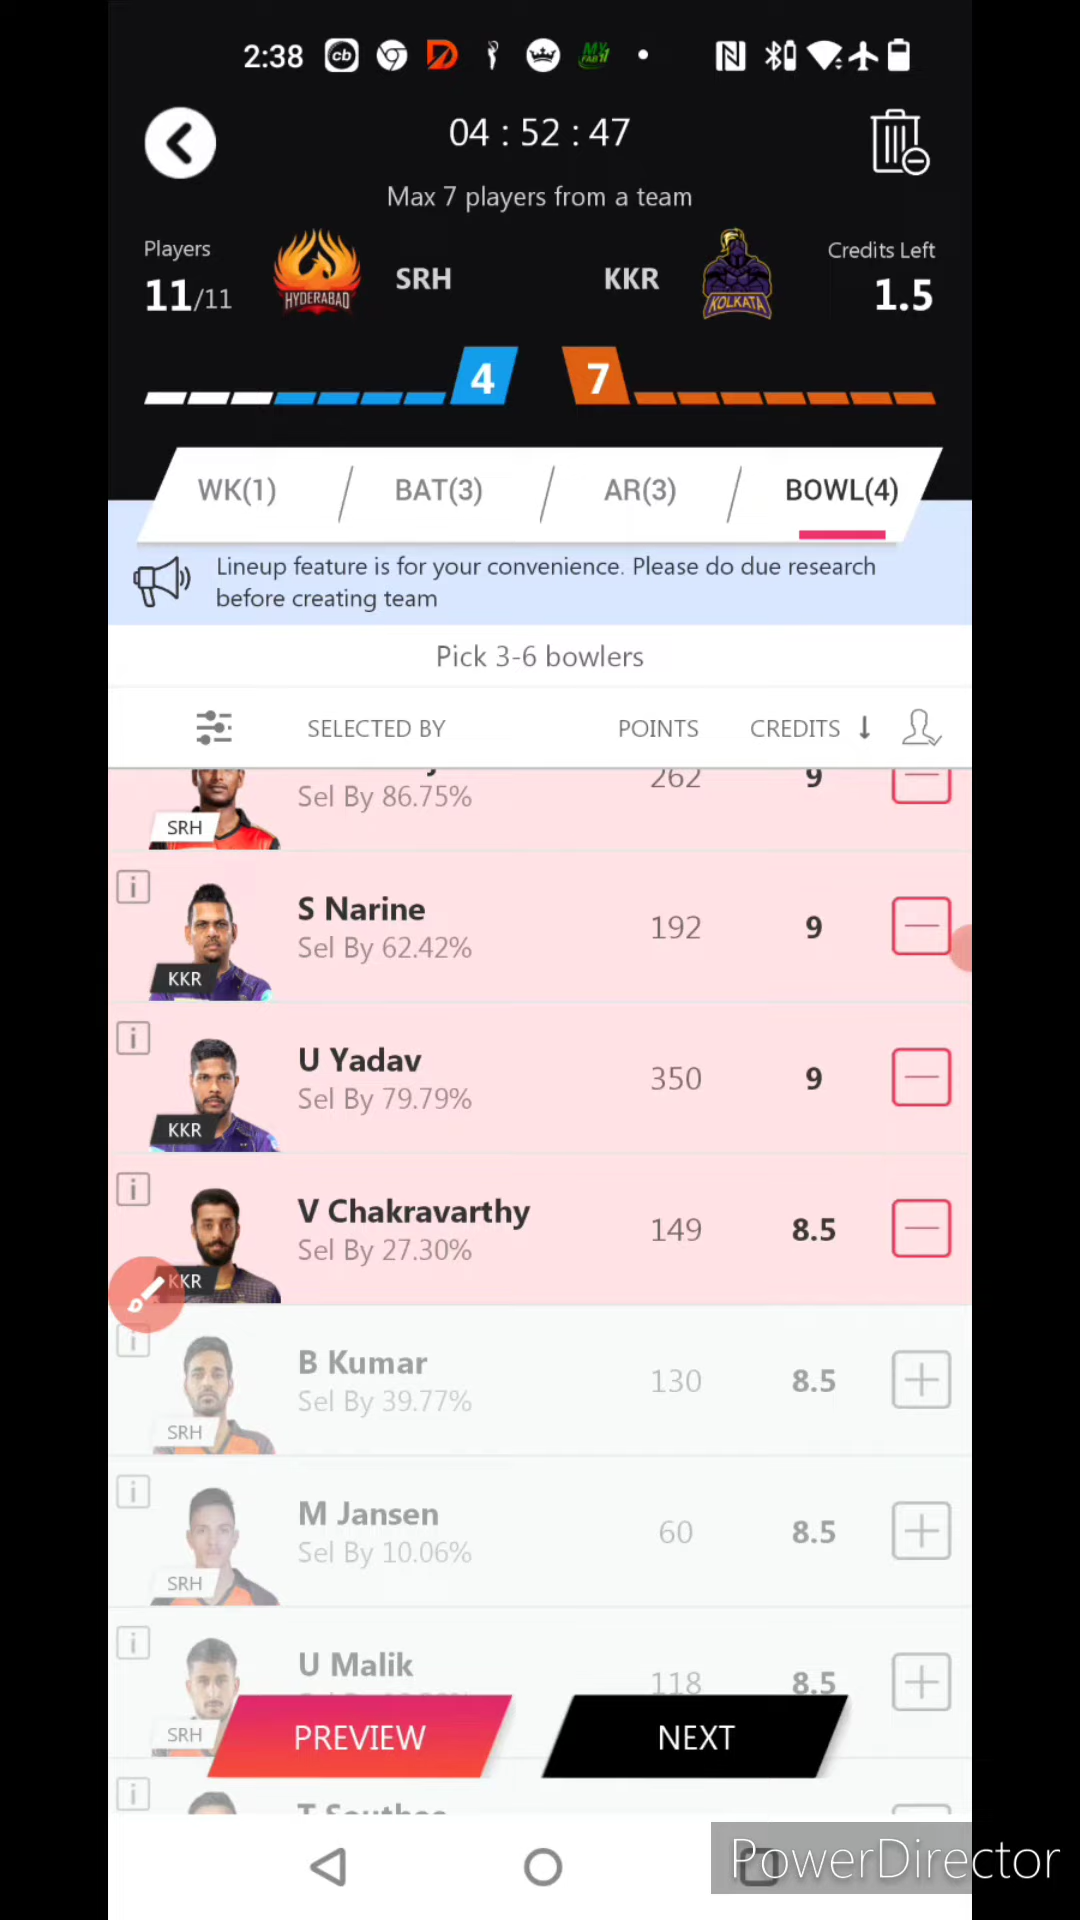 2:38
cb
MY FAB11
04 : 52 : 47
Max 7 players from a team
Players
11/11
HYDERABAD
SRH
KKR
KOLKATA
Credits Left
1.5
4
7
WK(1)
BAT(3)
AR(3)
BOWL(4)
Lineup feature is for your convenience. Please do due research
before creating team
Pick 3-6 bowlers
SELECTED BY
POINTS
CREDITS
262
9
Sel By 86.75%
SRH
S Narine
Sel By 62.42%
192
9
KKR
U Yadav
Sel By 79.79%
350
9
KKR
V Chakravarthy
Sel By 27.30%
149
8.5
KKR
B Kumar
Sel By 39.77%
130
8.5
SRH
M Jansen
Sel By 10.06%
60
8.5
SRH
U Malik
118
8.5
SRH
PREVIEW
NEXT
PowerDirector